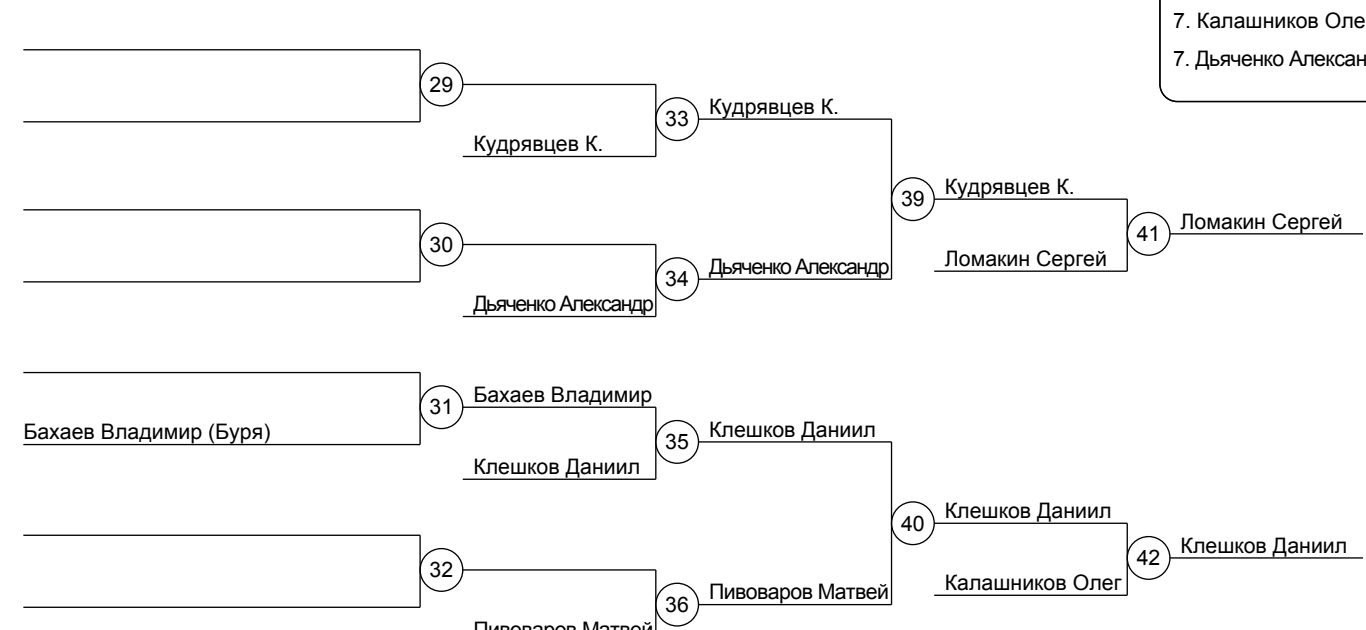 7. Калашников Оле
7. Дьяченко Алексан
29
Кудрявцев К.
33
Кудрявцев К.
39
Кудрявцев К.
30
Дьяченко Александр
34
Дьяченко Александр
Ломакин Сергей
41
Ломакин Сергей
Бахаев Владимир (Буря)
31
Бахаев Владимир
Клешков Даниил
35
Клешков Даниил
40
Клешков Даниил
32
Пивоваров Матвей
36
Пивоваров Матвей
Калашников Олег
42
Клешков Даниил